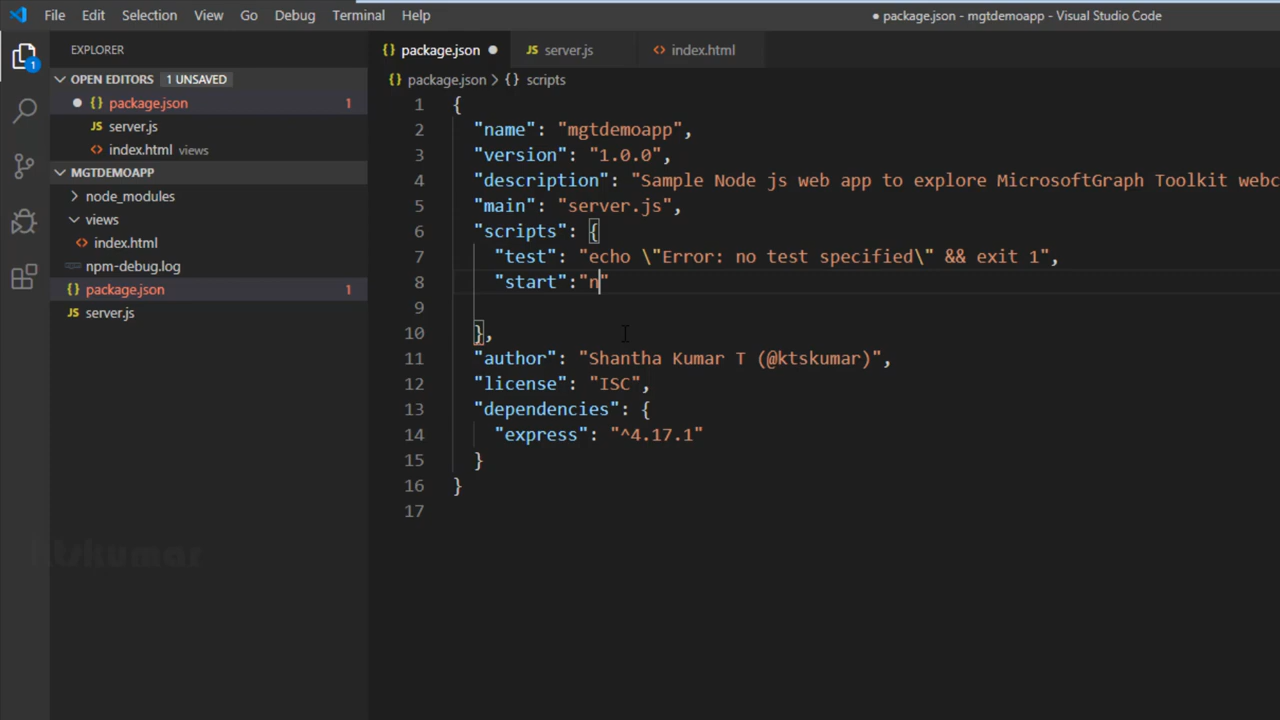 File Edit Selection View Go Debug Terminal Help ● package.json - mgtdemoapp - Visual Studio Code
EXPLORER
OPEN EDITORS 1 UNSAVED
{} package.json 1
JS server.js
<> index.html views
MGTDEMOAPP
node_modules
views
<> index.html
npm-debug.log
{} package.json 1
JS server.js
1
{} package.json ● JS server.js <> index.html
{} package.json > {} scripts
1 {
2 "name": "mgtdemoapp",
3 "version": "1.0.0",
4 "description": "Sample Node js web app to explore MicrosoftGraph Toolkit webc
5 "main": "server.js",
6 "scripts": {
7 "test": "echo \"Error: no test specified\" && exit 1",
8 "start":"n"
9
10 },
11 "author": "Shantha Kumar T (@ktskumar)",
12 "license": "ISC",
13 "dependencies": {
14 "express": "^4.17.1"
15 }
16 }
17
ktskumar